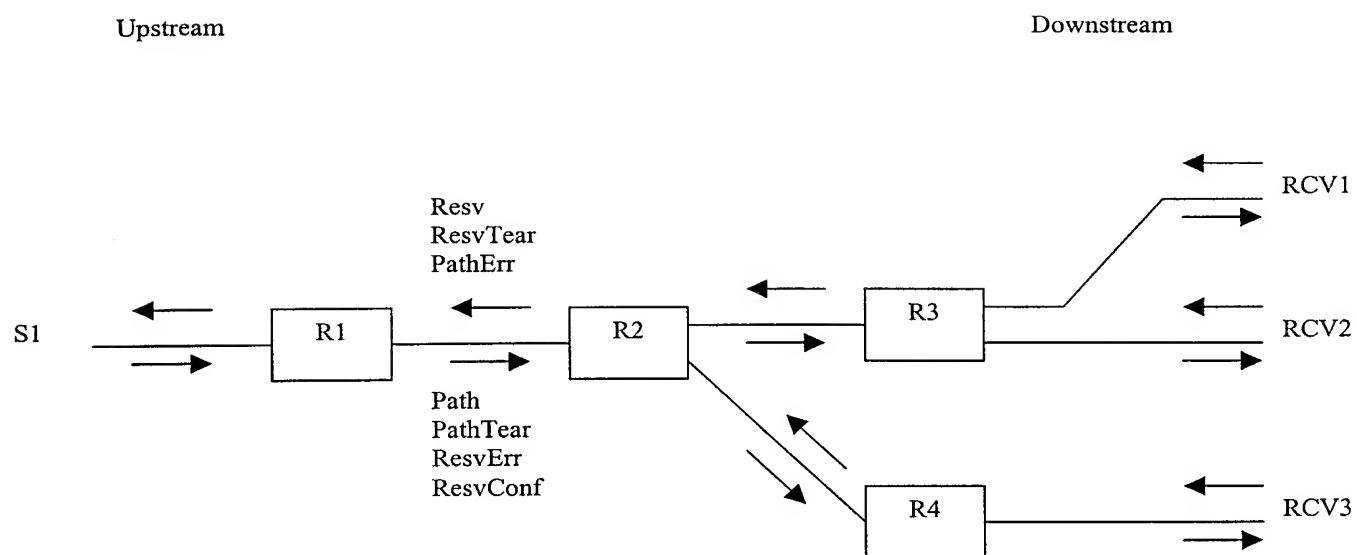 Upstream
Downstream
RCV1
Resv
ResvTear
PathErr
S1
R1
R2
R3
RCV2
Path
PathTear
ResvErr
ResvConf
R4
RCV3